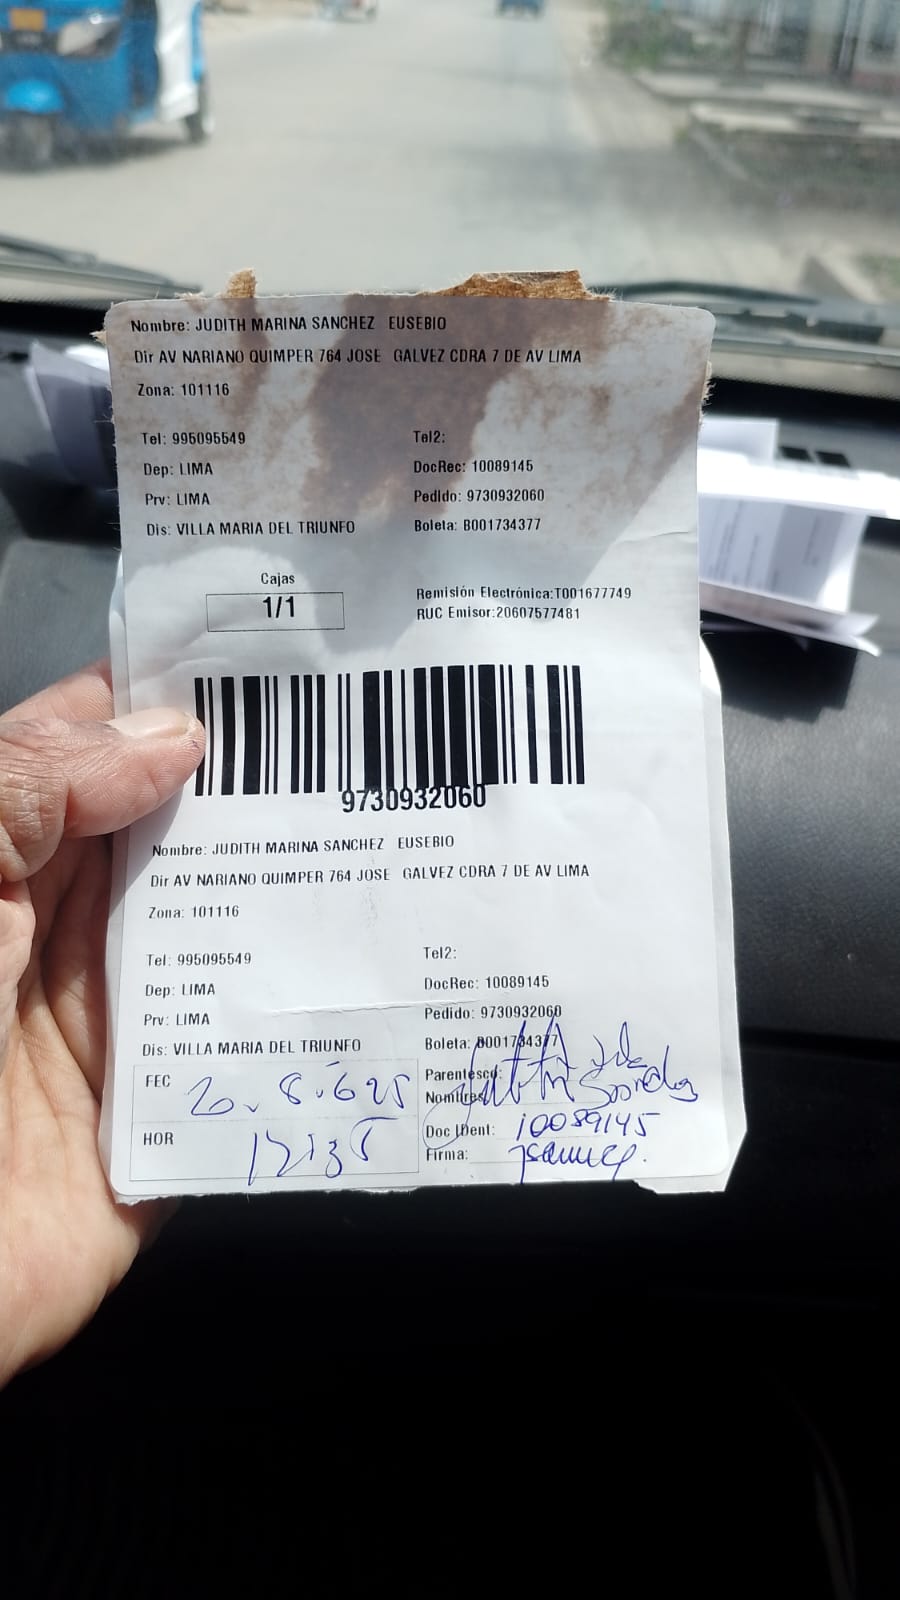 Nombre: JUDITH MARINA SANCHEZ EUSEBIO
Dir AV NARIANO QUIMPER 764 JOSE GALVEZ CDRA 7 DE AV LIMA
Zona: 101116
Tel: 995095549 Tel2:
Dep: LIMA DocRec: 10089145
Prv: LIMA Pedido: 9730932060
Dis: VILLA MARIA DEL TRIUNFO Boleta: B001734377
Cajas
1/1
Remisión Electrónica:T001677749
RUC Emisor:20607577481
9730932060
Nombre: JUDITH MARINA SANCHEZ EUSEBIO
Dir AV NARIANO QUIMPER 764 JOSE GALVEZ CDRA 7 DE AV LIMA
Zona: 101116
Tel: 995095549 Tel2:
Dep: LIMA DocRec: 10089145
Prv: LIMA Pedido: 9730932060
Dis: VILLA MARIA DEL TRIUNFO Boleta: B001734377
FEC Parentesco:
Nombres:
HOR Doc IDent: 10089145
Firma: